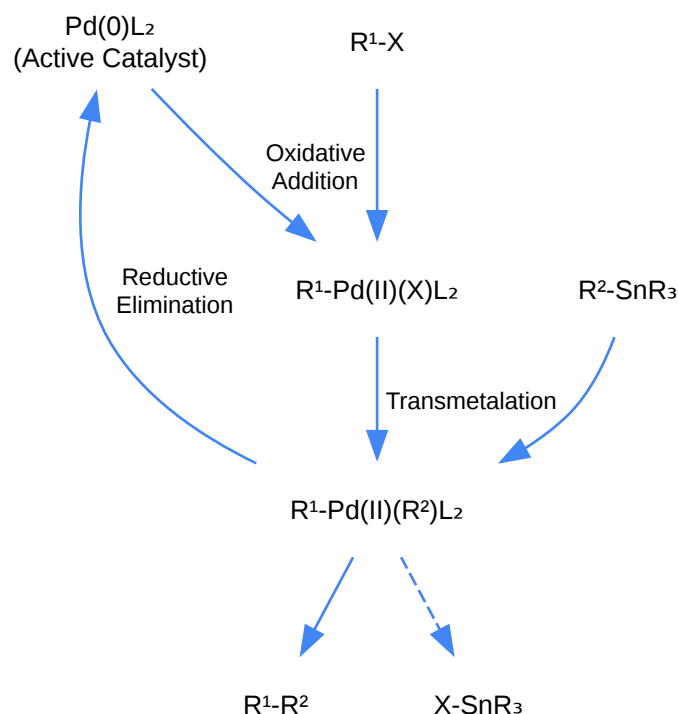 Pd(0)L₂
(Active Catalyst)
R¹-X
Oxidative
Addition
Reductive
Elimination
R¹-Pd(II)(X)L₂
R²-SnR₃
Transmetalation
R¹-Pd(II)(R²)L₂
R¹-R²
X-SnR₃